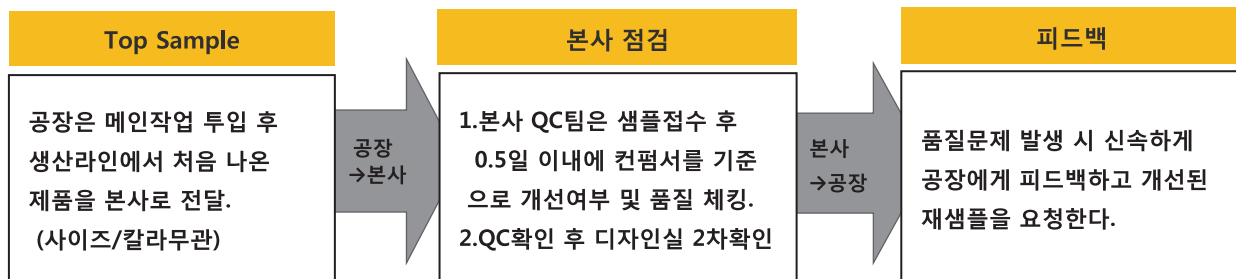 Top Sample
공장은 메인작업 투입 후
생산라인에서 처음 나온
제품을 본사로 전달.
(사이즈/칼라무관)
공장
→본사
본사 점검
1.본사 QC팀은 샘플접수 후
0.5일 이내에 컨펌서를 기준
으로 개선여부 및 품질 체킹.
2.QC확인 후 디자인실 2차확인
본사
→공장
피드백
품질문제 발생 시 신속하게
공장에게 피드백하고 개선된
재샘플을 요청한다.